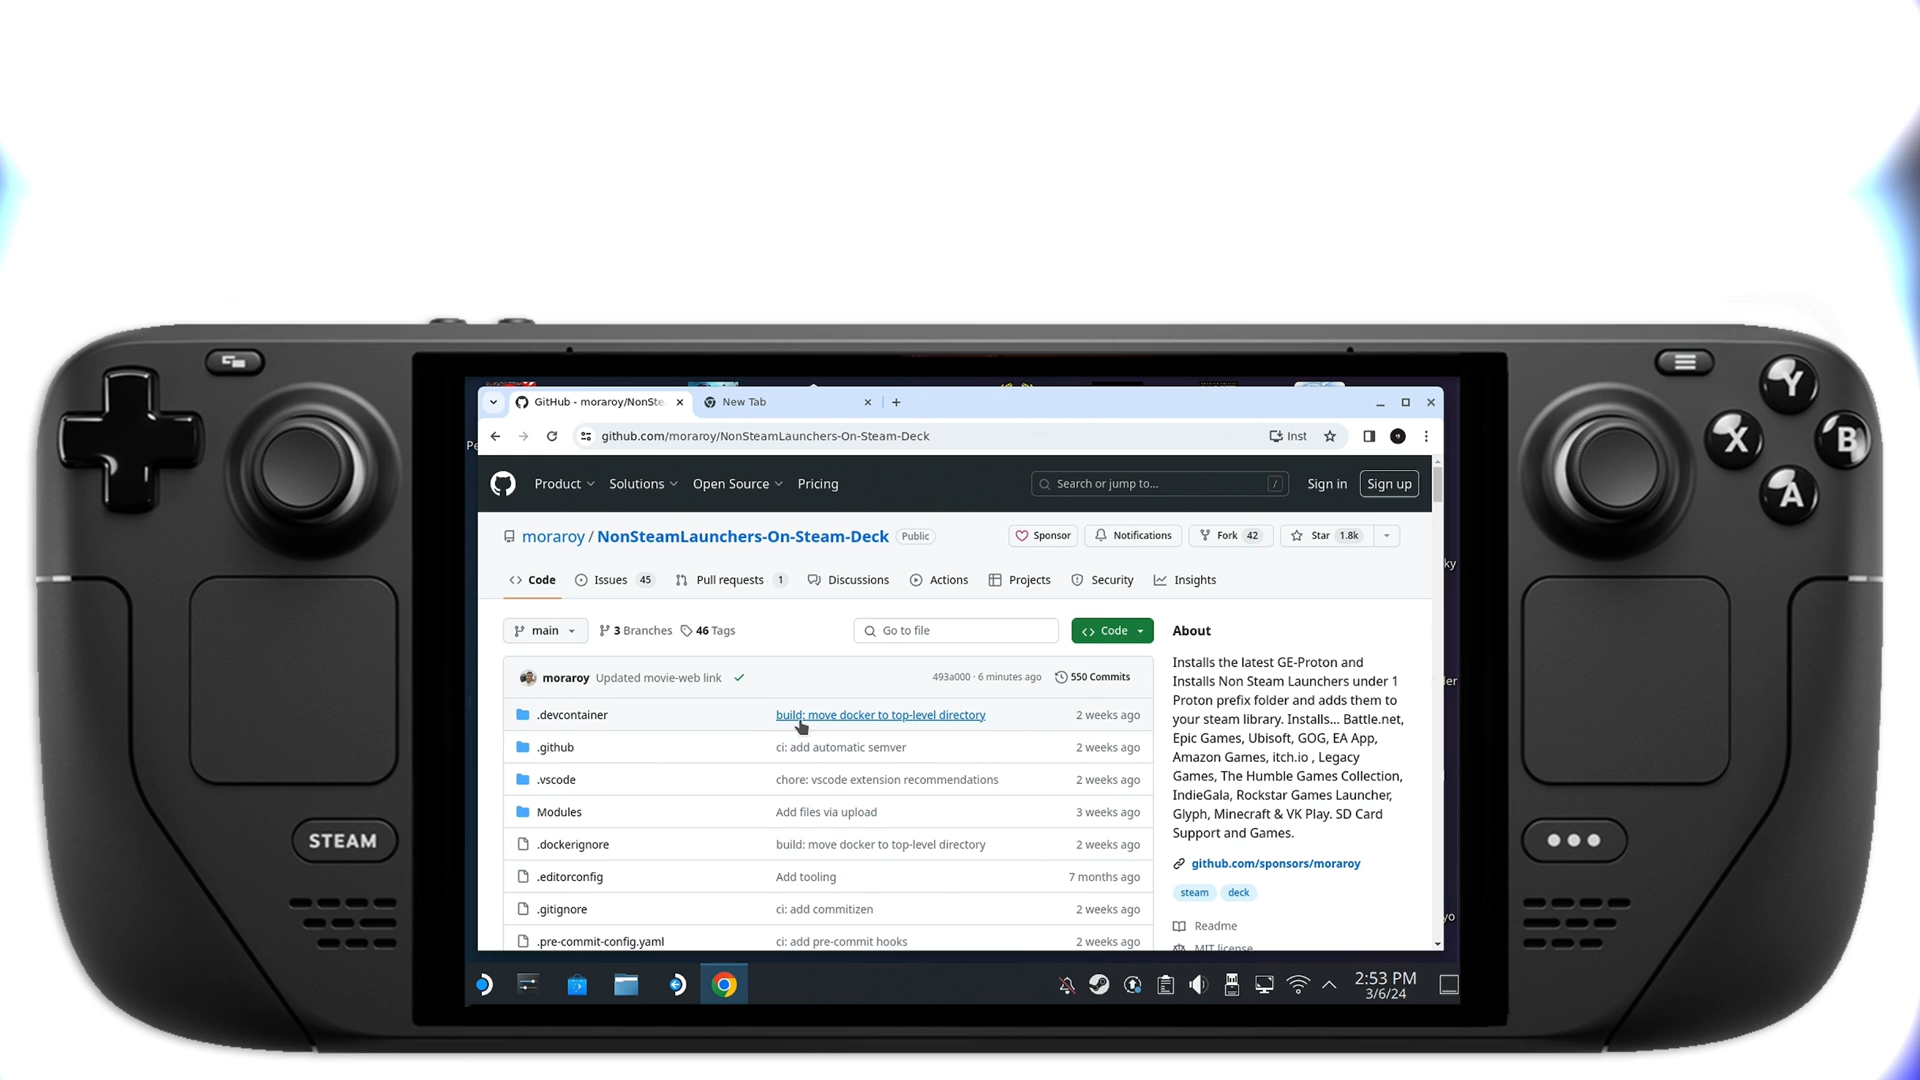 GitHub - moraroy/NonSte
New Tab
github.com/moraroy/NonSteamLaunchers-On-Steam-Deck
Inst
Product
Solutions
Open Source
Pricing
Search or jump to...
/
Sign in
Sign up
moraroy / NonSteamLaunchers-On-Steam-Deck
Public
Sponsor
Notifications
Fork 42
Star 1.8k
Code
Issues 45
Pull requests 1
Discussions
Actions
Projects
Security
Insights
main
3 Branches
46 Tags
Go to file
Code
About
Installs the latest GE-Proton and
Installs Non Steam Launchers under 1
Proton prefix folder and adds them to
your steam library. Installs... Battle.net,
Epic Games, Ubisoft, GOG, EA App,
Amazon Games, itch.io , Legacy
Games, The Humble Games Collection,
IndieGala, Rockstar Games Launcher,
Glyph, Minecraft & VK Play. SD Card
Support and Games.
github.com/sponsors/moraroy
steam
deck
Readme
MIT license
moraroy Updated movie-web link
493a000 · 6 minutes ago
550 Commits
.devcontainer build: move docker to top-level directory 2 weeks ago
.github ci: add automatic semver 2 weeks ago
.vscode chore: vscode extension recommendations 2 weeks ago
Modules Add files via upload 3 weeks ago
.dockerignore build: move docker to top-level directory 2 weeks ago
.editorconfig Add tooling 7 months ago
.gitignore ci: add commitizen 2 weeks ago
.pre-commit-config.yaml ci: add pre-commit hooks 2 weeks ago
Pe
ky
ler
yo
2:53 PM
3/6/24
STEAM
Y
X
B
A